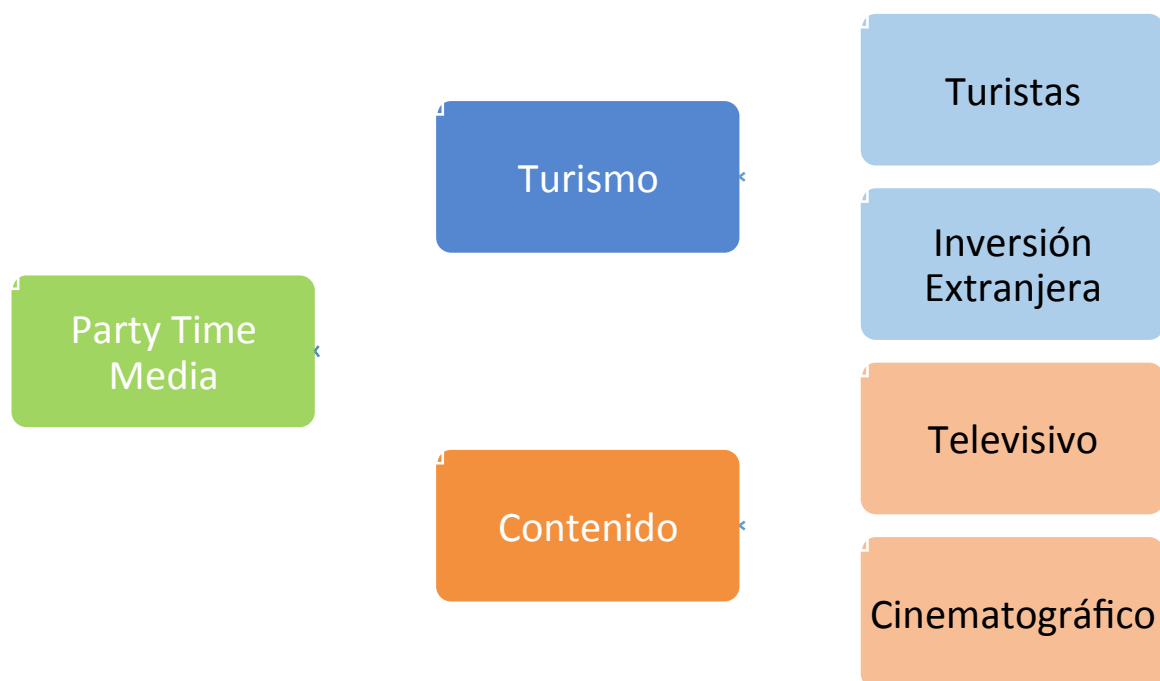 Turistas
Turismo
Inversión
Extranjera
Party Time
Media
Televisivo
Contenido
Cinematográfico